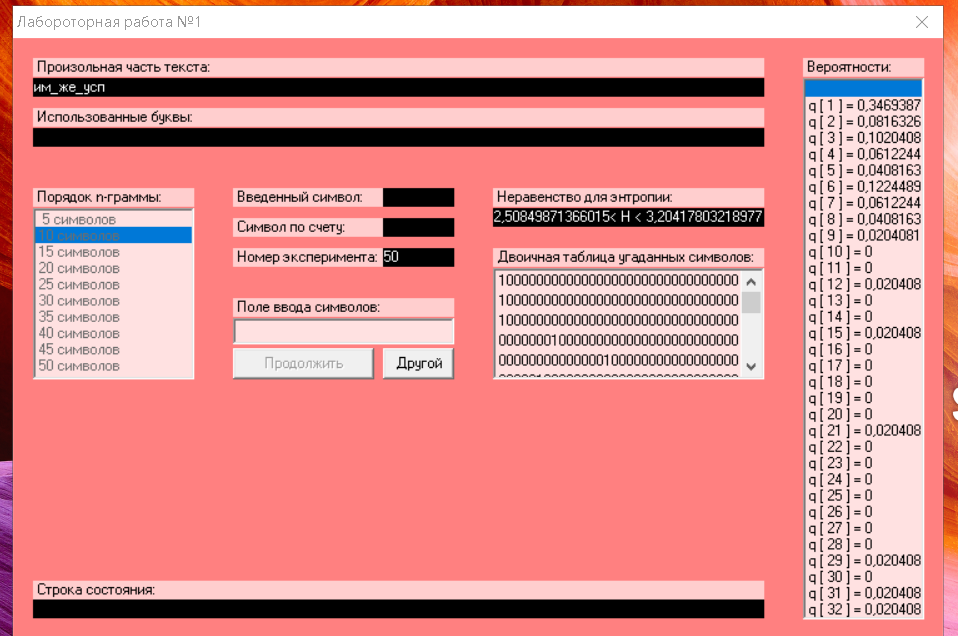 Лабороторная работа №1
Произольная часть текста:
им_же_усп
Использованные буквы:
Порядок n-граммы:
5 символов
10 символов
15 символов
20 символов
25 символов
30 символов
35 символов
40 символов
45 символов
50 символов
Введенный символ:
Символ по счету:
Номер эксперимента: 50
Поле ввода символов:
Продолжить
Другой
Неравенство для энтропии:
2,50849871366015< H < 3,20417803218977
Двоичная таблица угаданных символов:
Строка состояния:
Вероятности:
q [ 1 ] = 0,3469387
q [ 2 ] = 0,0816326
q [ 3 ] = 0,1020408
q [ 4 ] = 0,0612244
q [ 5 ] = 0,0408163
q [ 6 ] = 0,1224489
q [ 7 ] = 0,0612244
q [ 8 ] = 0,0408163
q [ 9 ] = 0,0204081
q [ 10 ] = 0
q [ 11 ] = 0
q [ 12 ] = 0,020408
q [ 13 ] = 0
q [ 14 ] = 0
q [ 15 ] = 0,020408
q [ 16 ] = 0
q [ 17 ] = 0
q [ 18 ] = 0
q [ 19 ] = 0
q [ 20 ] = 0
q [ 21 ] = 0,020408
q [ 22 ] = 0
q [ 23 ] = 0
q [ 24 ] = 0
q [ 25 ] = 0
q [ 26 ] = 0
q [ 27 ] = 0
q [ 28 ] = 0
q [ 29 ] = 0,020408
q [ 30 ] = 0
q [ 31 ] = 0,020408
q [ 32 ] = 0,020408